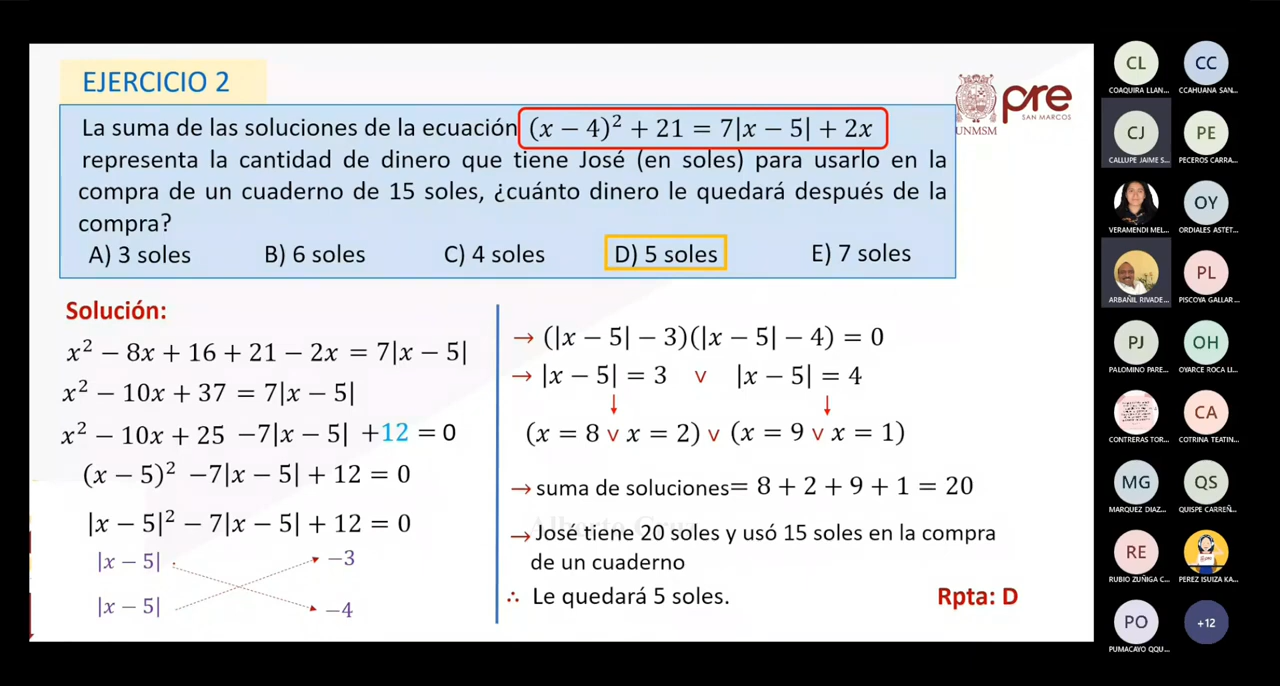 EJERCICIO 2
UNMSM
pre
SAN MARCOS
La suma de las soluciones de la ecuación (x − 4)² + 21 = 7|x − 5| + 2x
representa la cantidad de dinero que tiene José (en soles) para usarlo en la
compra de un cuaderno de 15 soles, ¿cuánto dinero le quedará después de la
compra?
A) 3 soles B) 6 soles C) 4 soles D) 5 soles E) 7 soles
Solución:
x² − 8x + 16 + 21 − 2x = 7|x − 5|
x² − 10x + 37 = 7|x − 5|
x² − 10x + 25 −7|x − 5| +12 = 0
(x − 5)² −7|x − 5| + 12 = 0
|x − 5|² − 7|x − 5| + 12 = 0
|x − 5| −3
|x − 5| −4
→ (|x − 5| − 3)(|x − 5| − 4) = 0
→ |x − 5| = 3 v |x − 5| = 4
(x = 8 v x = 2) v (x = 9 v x = 1)
→ suma de soluciones= 8 + 2 + 9 + 1 = 20
→ José tiene 20 soles y usó 15 soles en la compra
de un cuaderno
∴ Le quedará 5 soles.
Rpta: D
CL
COAQUIRA LLAN...
CC
CCAHUANA SAN...
CJ
CALLUPE JAIME S...
PE
PECEROS CARRA...
VERAMENDI MEL...
OY
ORDIALES ASTET...
ARBAÑIL RIVADE...
PL
PISCOYA GALLAR...
PJ
PALOMINO PARE...
OH
OYARCE ROCA LI...
CONTRERAS TOR...
CA
COTRINA TEATIN...
MG
MARQUEZ DIAZ...
QS
QUISPE CARREÑ...
RE
RUBIO ZUÑIGA C...
PEREZ ISUIZA KA...
PO
PUMACAYO QQU...
+12